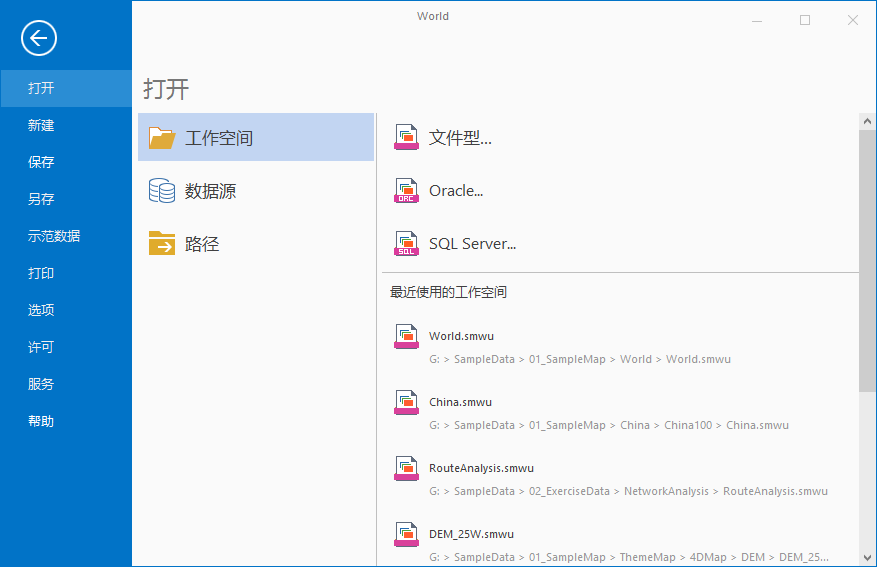 World
打开
新建
保存
另存
示范数据
打印
选项
许可
服务
帮助
打开
工作空间
数据源
路径
文件型...
ORC
Oracle...
SQL
SQL Server...
最近使用的工作空间
World.smwu
G: > SampleData > 01_SampleMap > World > World.smwu
China.smwu
G: > SampleData > 01_SampleMap > China > China100 > China.smwu
RouteAnalysis.smwu
G: > SampleData > 02_ExerciseData > NetworkAnalysis > RouteAnalysis.smwu
DEM_25W.smwu
G: > SampleData > 01_SampleMap > ThemeMap > 4DMap > DEM > DEM_25...